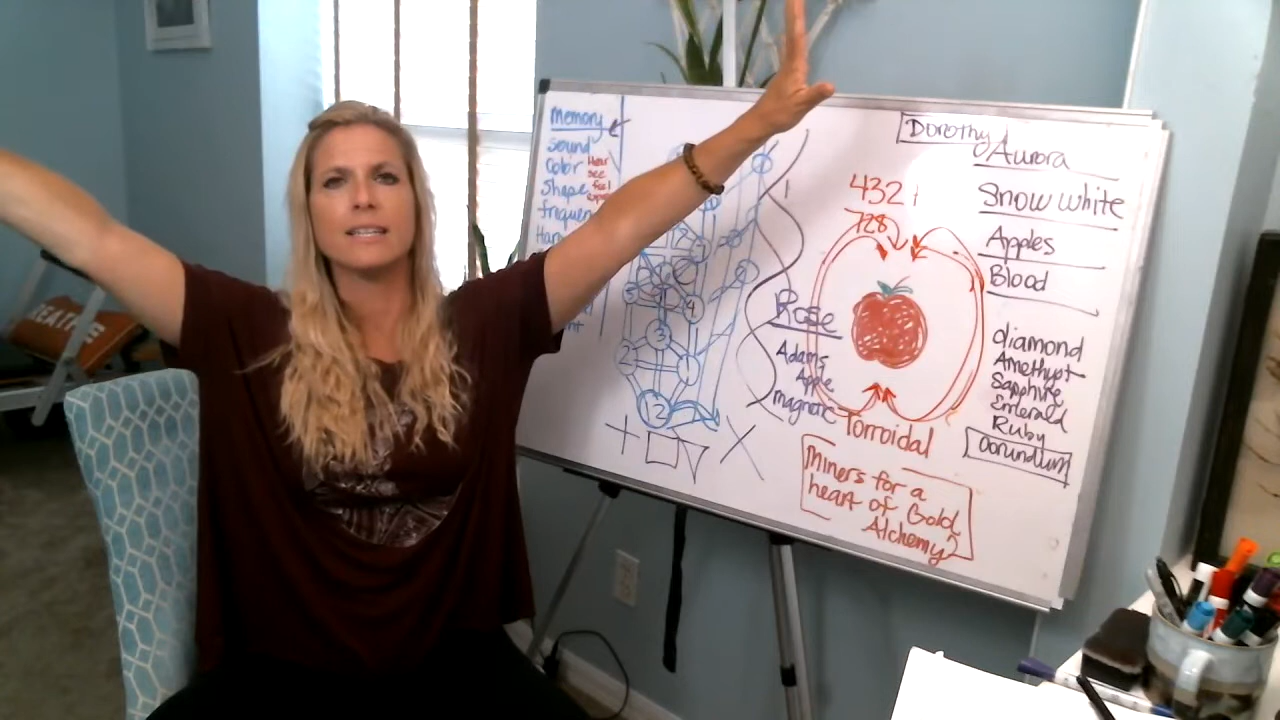 Memory
sound
Color
Hear
see
feel
Shape
Rose
Adams
Apple
magnetic
12
432
728
Torroidal
Miners for a
heart of Gold
Alchemy?
Dorothy
Aurora
Snow white
Apples
Blood
diamond
Amethyst
Sapphire
Emerald
Ruby
Corundum